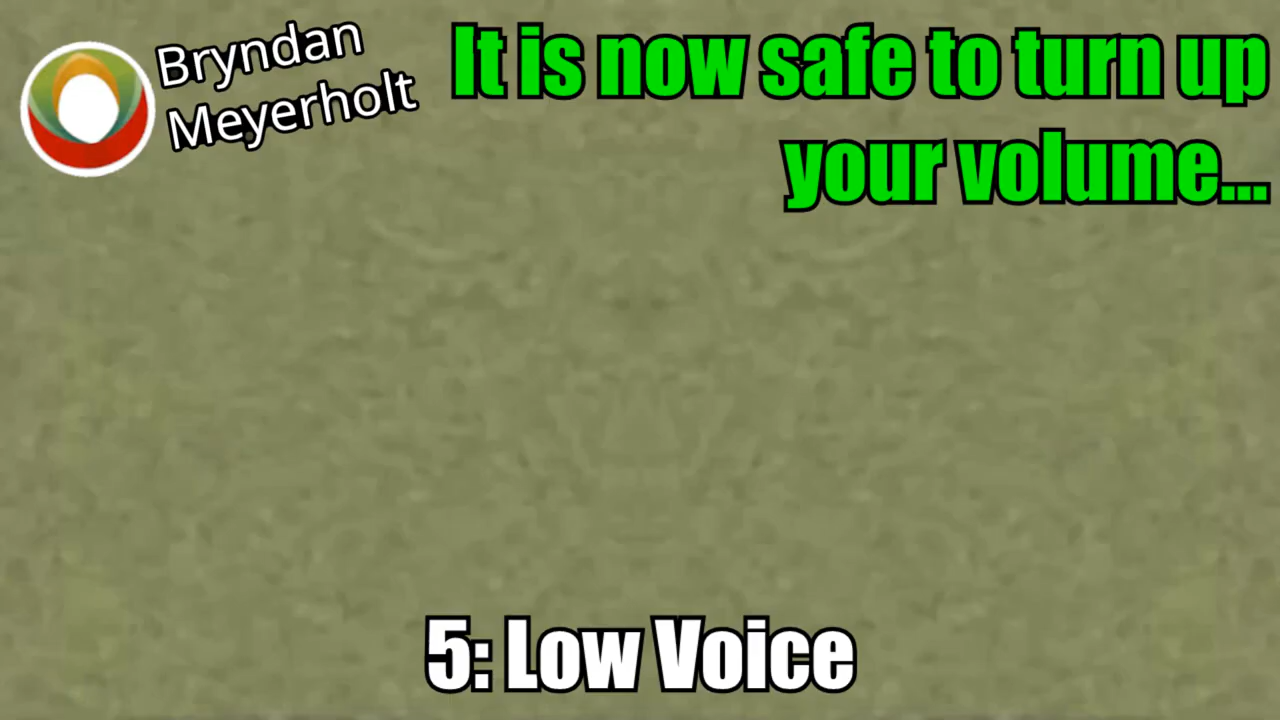 Bryndan
Meyerholt
It is now safe to turn up
your volume...
5: Low Voice